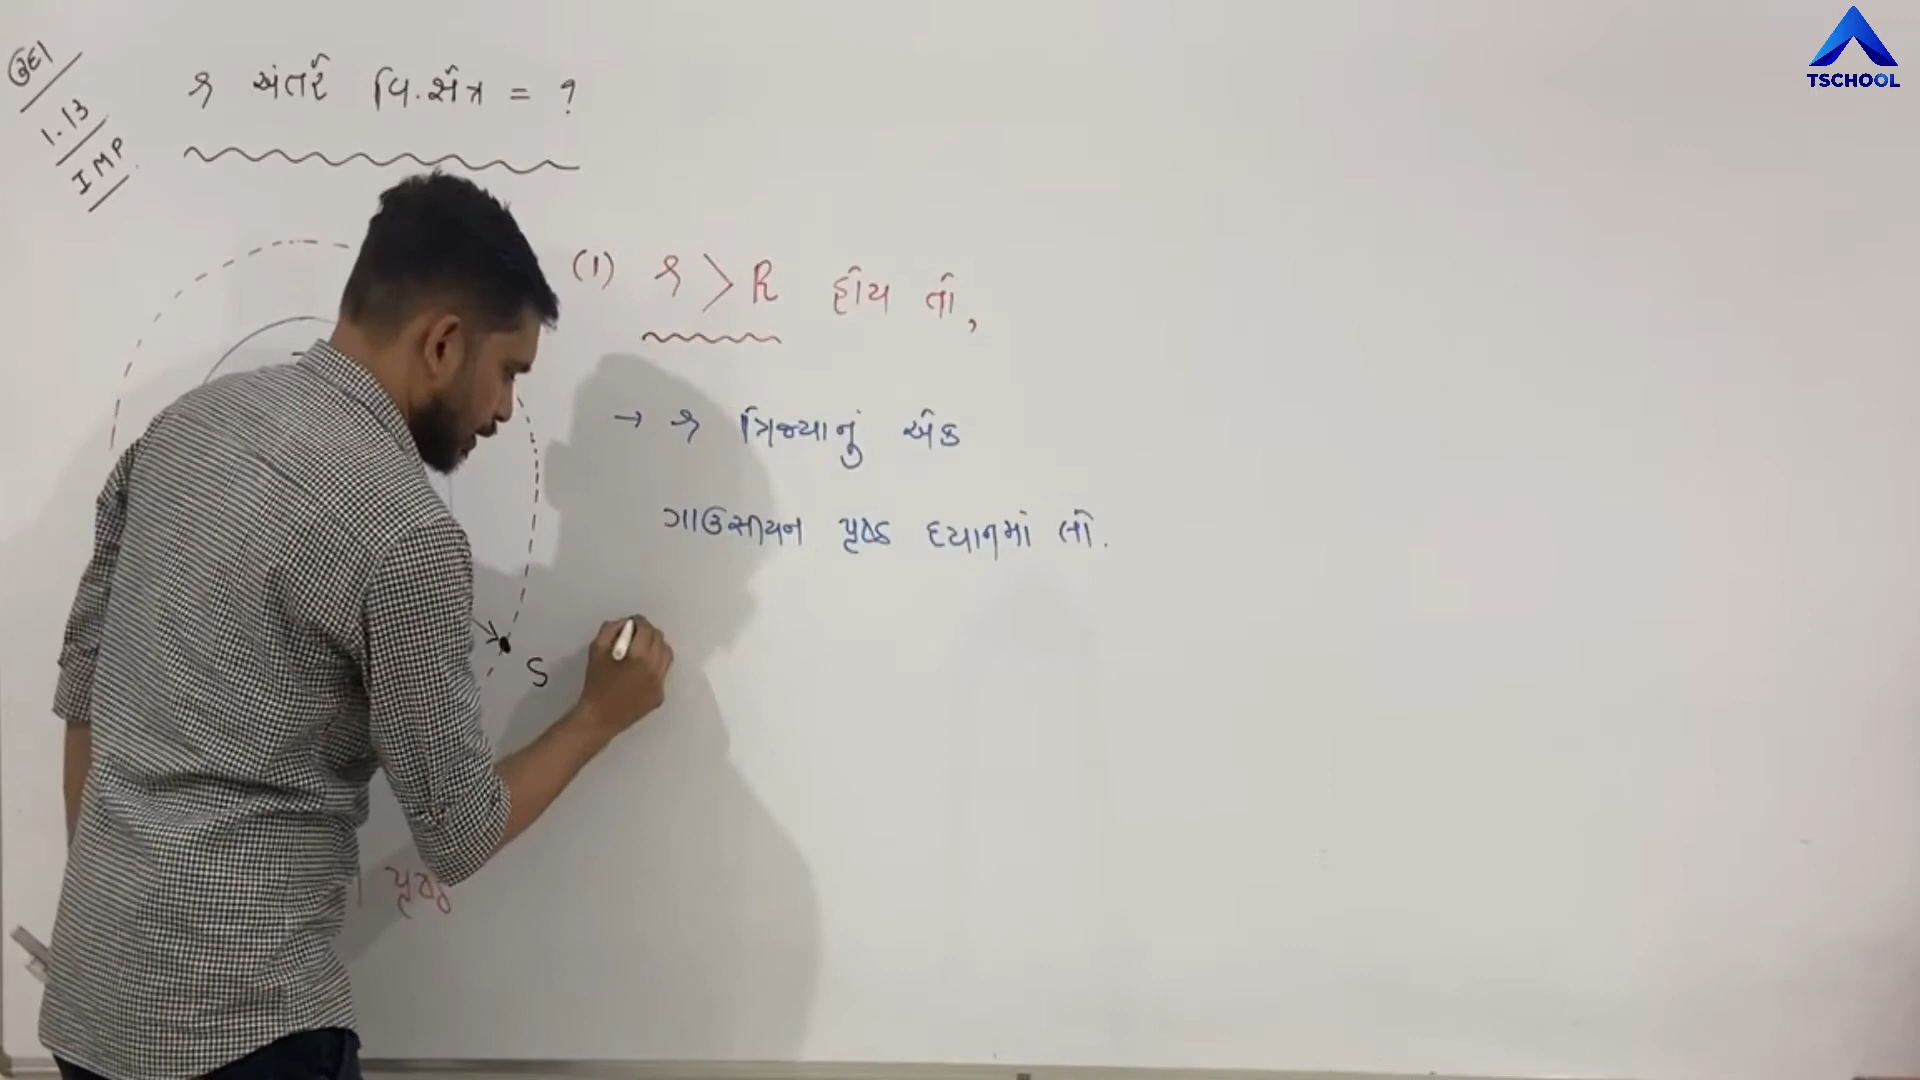 ઉદા
1.13
IMP
r અંતરે વિ.ક્ષેત્ર = ?
(1) r > R હોય તો,
→ r ત્રિજ્યાનું એક
ગાઉસીયન પૃષ્ઠ ધ્યાનમાં લો.
S
પૃષ્ઠ
TSCHOOL